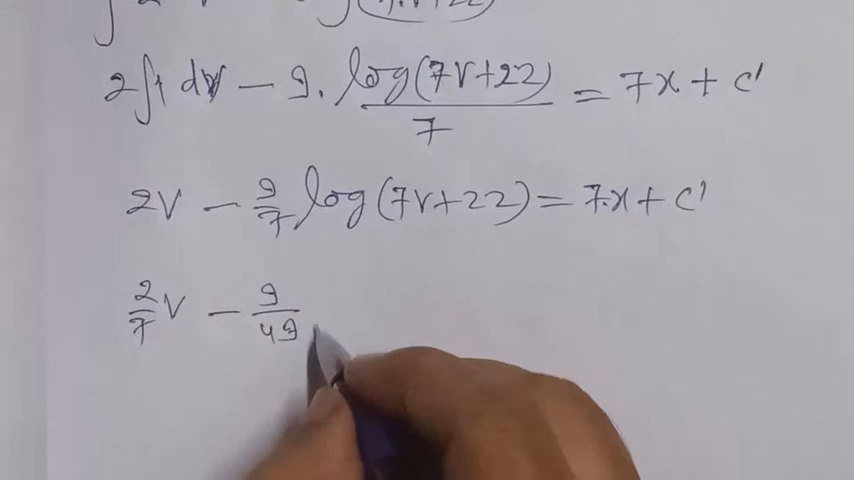 2∫1 dv - 9. log(7v+22)/7 = 7x + c'
2v - 9/7 log(7v+22) = 7x + c'
2/7 v - 9/49